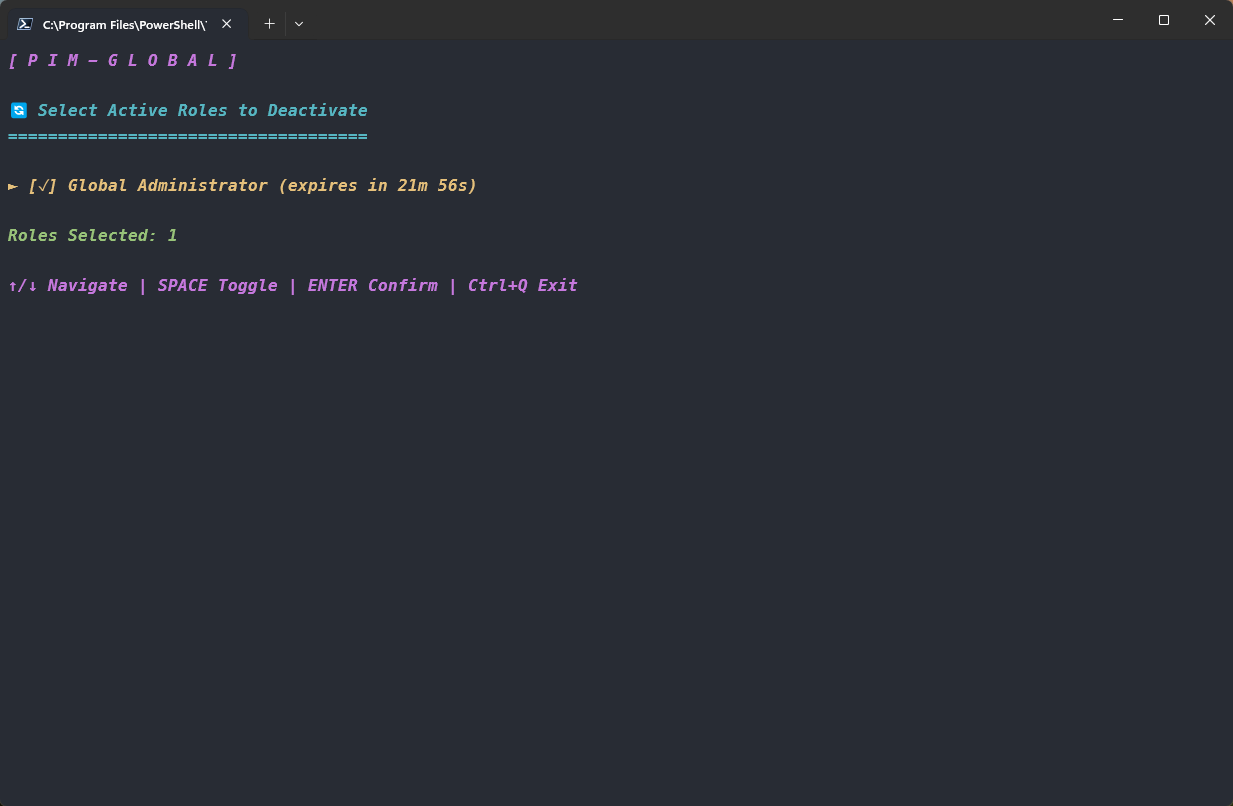 C:\Program Files\PowerShell\
[ P I M – G L O B A L ]
🔄 Select Active Roles to Deactivate
====================================
► [√] Global Administrator (expires in 21m 56s)
Roles Selected: 1
↑/↓ Navigate | SPACE Toggle | ENTER Confirm | Ctrl+Q Exit